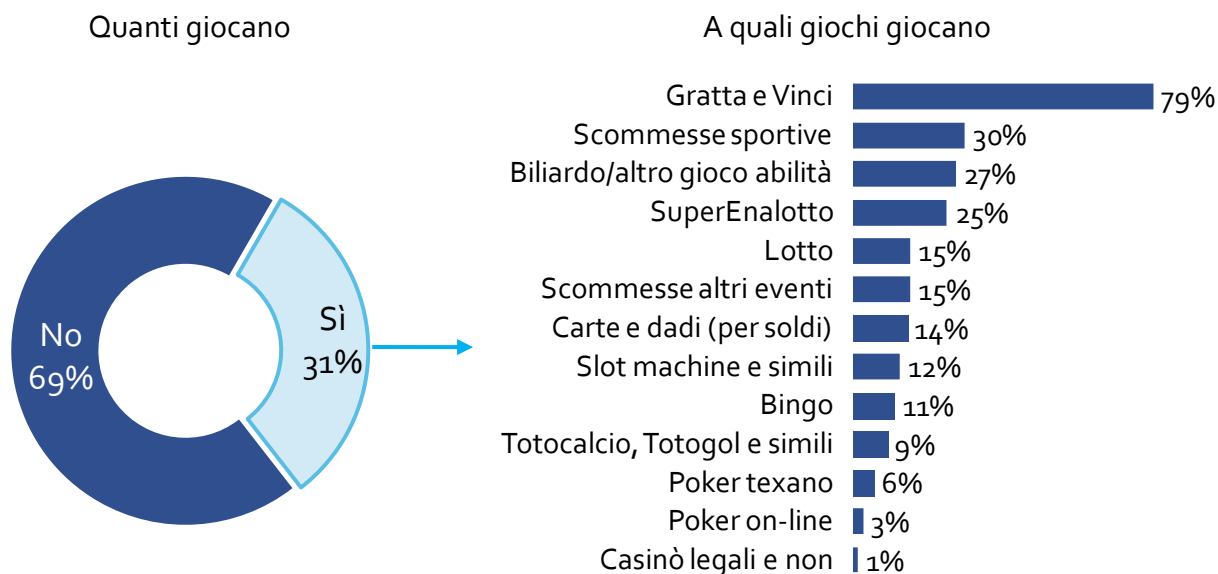 Quanti giocano
No
69%
Sì
31%
A quali giochi giocano
Gratta e Vinci 79%
Scommesse sportive 30%
Biliardo/altro gioco abilità 27%
SuperEnalotto 25%
Lotto 15%
Scommesse altri eventi 15%
Carte e dadi (per soldi) 14%
Slot machine e simili 12%
Bingo 11%
Totocalcio, Totogol e simili 9%
Poker texano 6%
Poker on-line 3%
Casinò legali e non 1%